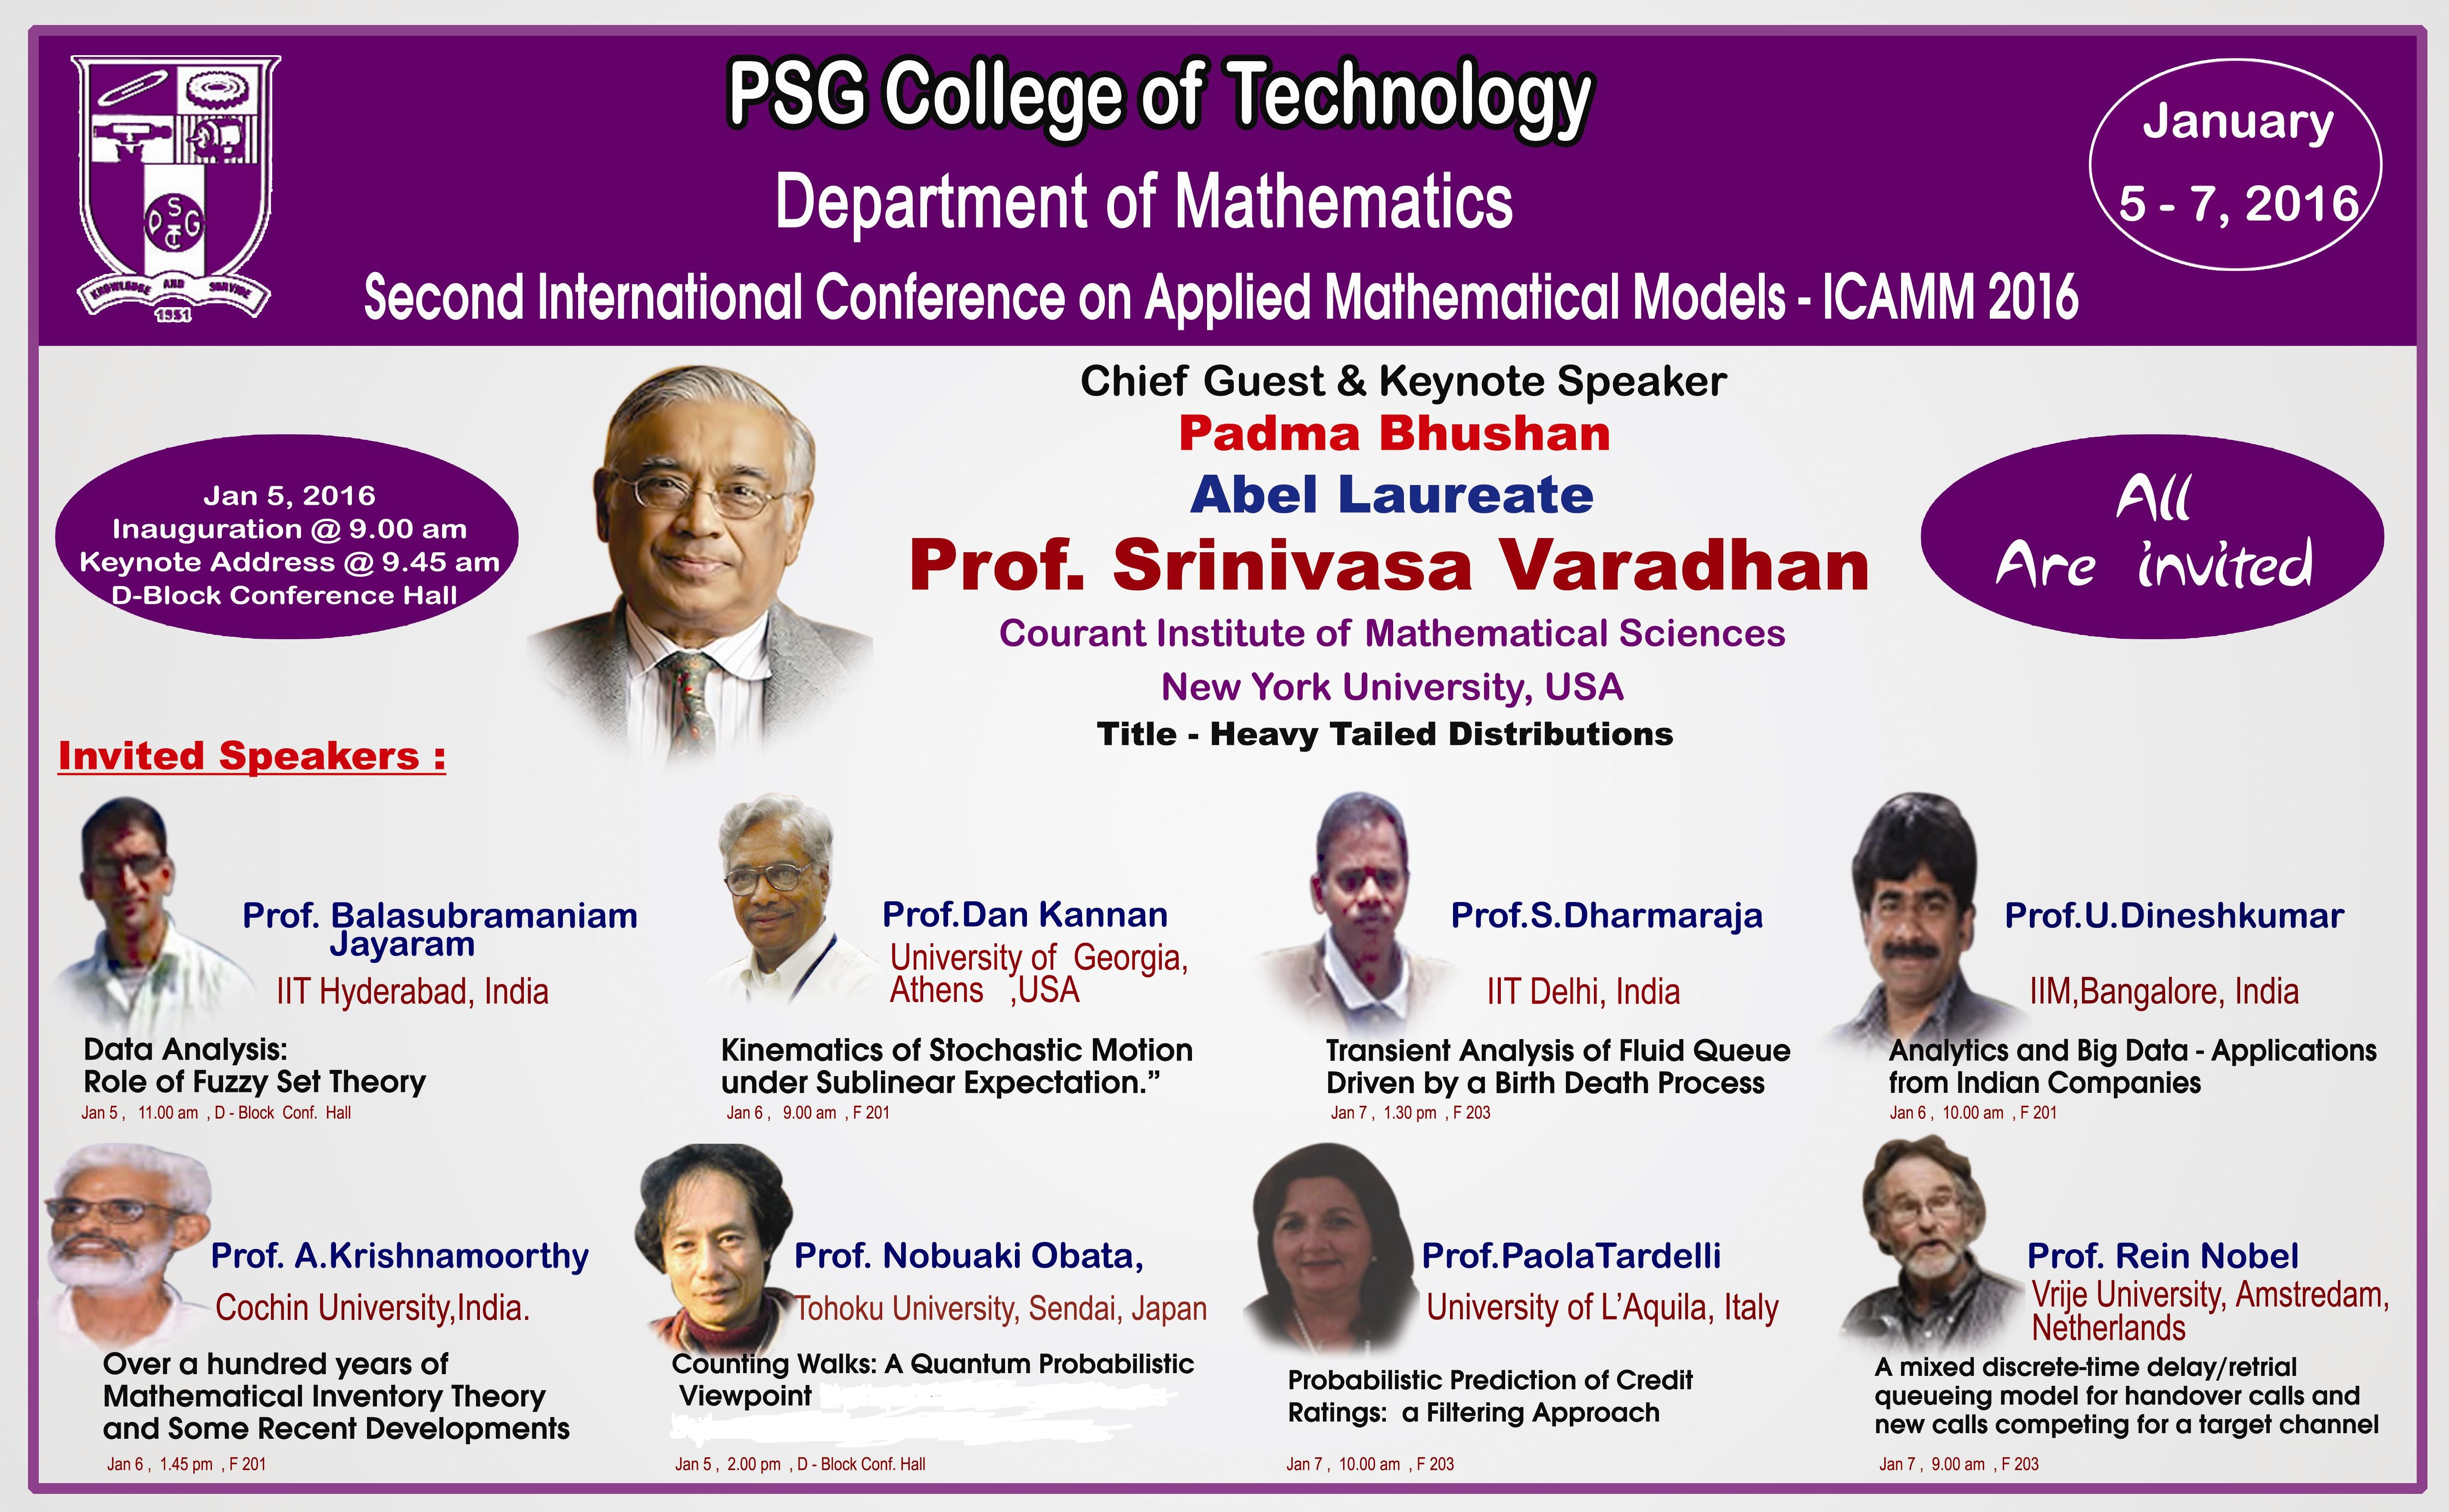 PSG College of Technology
Department of Mathematics
Second International Conference on Applied Mathematical Models - ICAMM 2016
January
5 - 7, 2016
P S G
C T
KNOWLEDGE AND SERVICE
1951
Chief Guest & Keynote Speaker
Padma Bhushan
Abel Laureate
Prof. Srinivasa Varadhan
Courant Institute of Mathematical Sciences
New York University, USA
Title - Heavy Tailed Distributions
Jan 5, 2016
Inauguration @ 9.00 am
Keynote Address @ 9.45 am
D-Block Conference Hall
All
Are invited
Invited Speakers :
Prof. Balasubramaniam
Jayaram
IIT Hyderabad, India
Data Analysis:
Role of Fuzzy Set Theory
Jan 5 , 11.00 am , D - Block Conf. Hall
Prof.Dan Kannan
University of Georgia,
Athens ,USA
Kinematics of Stochastic Motion
under Sublinear Expectation.”
Jan 6 , 9.00 am , F 201
Prof.S.Dharmaraja
IIT Delhi, India
Transient Analysis of Fluid Queue
Driven by a Birth Death Process
Jan 7 , 1.30 pm , F 203
Prof.U.Dineshkumar
IIM,Bangalore, India
Analytics and Big Data - Applications
from Indian Companies
Jan 6 , 10.00 am , F 201
Prof. A.Krishnamoorthy
Cochin University,India.
Over a hundred years of
Mathematical Inventory Theory
and Some Recent Developments
Jan 6 , 1.45 pm , F 201
Prof. Nobuaki Obata,
Tohoku University, Sendai, Japan
Counting Walks: A Quantum Probabilistic
Viewpoint
Jan 5 , 2.00 pm , D - Block Conf. Hall
Prof.PaolaTardelli
University of L’Aquila, Italy
Probabilistic Prediction of Credit
Ratings: a Filtering Approach
Jan 7 , 10.00 am , F 203
Prof. Rein Nobel
Vrije University, Amstredam,
Netherlands
A mixed discrete-time delay/retrial
queueing model for handover calls and
new calls competing for a target channel
Jan 7 , 9.00 am , F 203